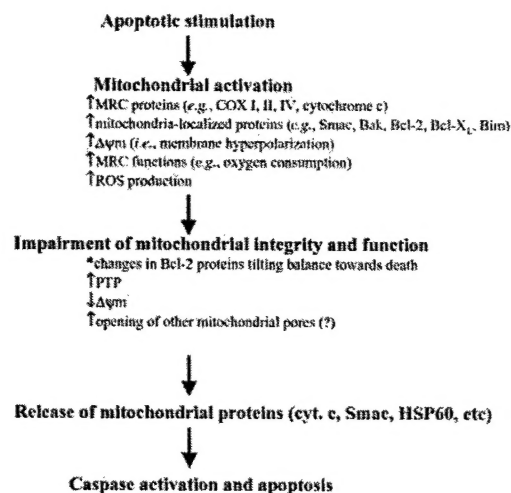 Apoptotic stimulation
Mitochondrial activation
↑MRC proteins (e.g., COX I, II, IV, cytochrome c)
↑mitochondria-localized proteins (e.g., Smac, Bak, Bcl-2, Bcl-XL, Bim)
↑Δψm (i.e., membrane hyperpolarization)
↑MRC functions (e.g., oxygen consumption)
↑ROS production
Impairment of mitochondrial integrity and function
*changes in Bcl-2 proteins tilting balance towards death
↑PTP
↓Δψm
↑opening of other mitochondrial pores (?)
Release of mitochondrial proteins (cyt. c, Smac, HSP60, etc)
Caspase activation and apoptosis